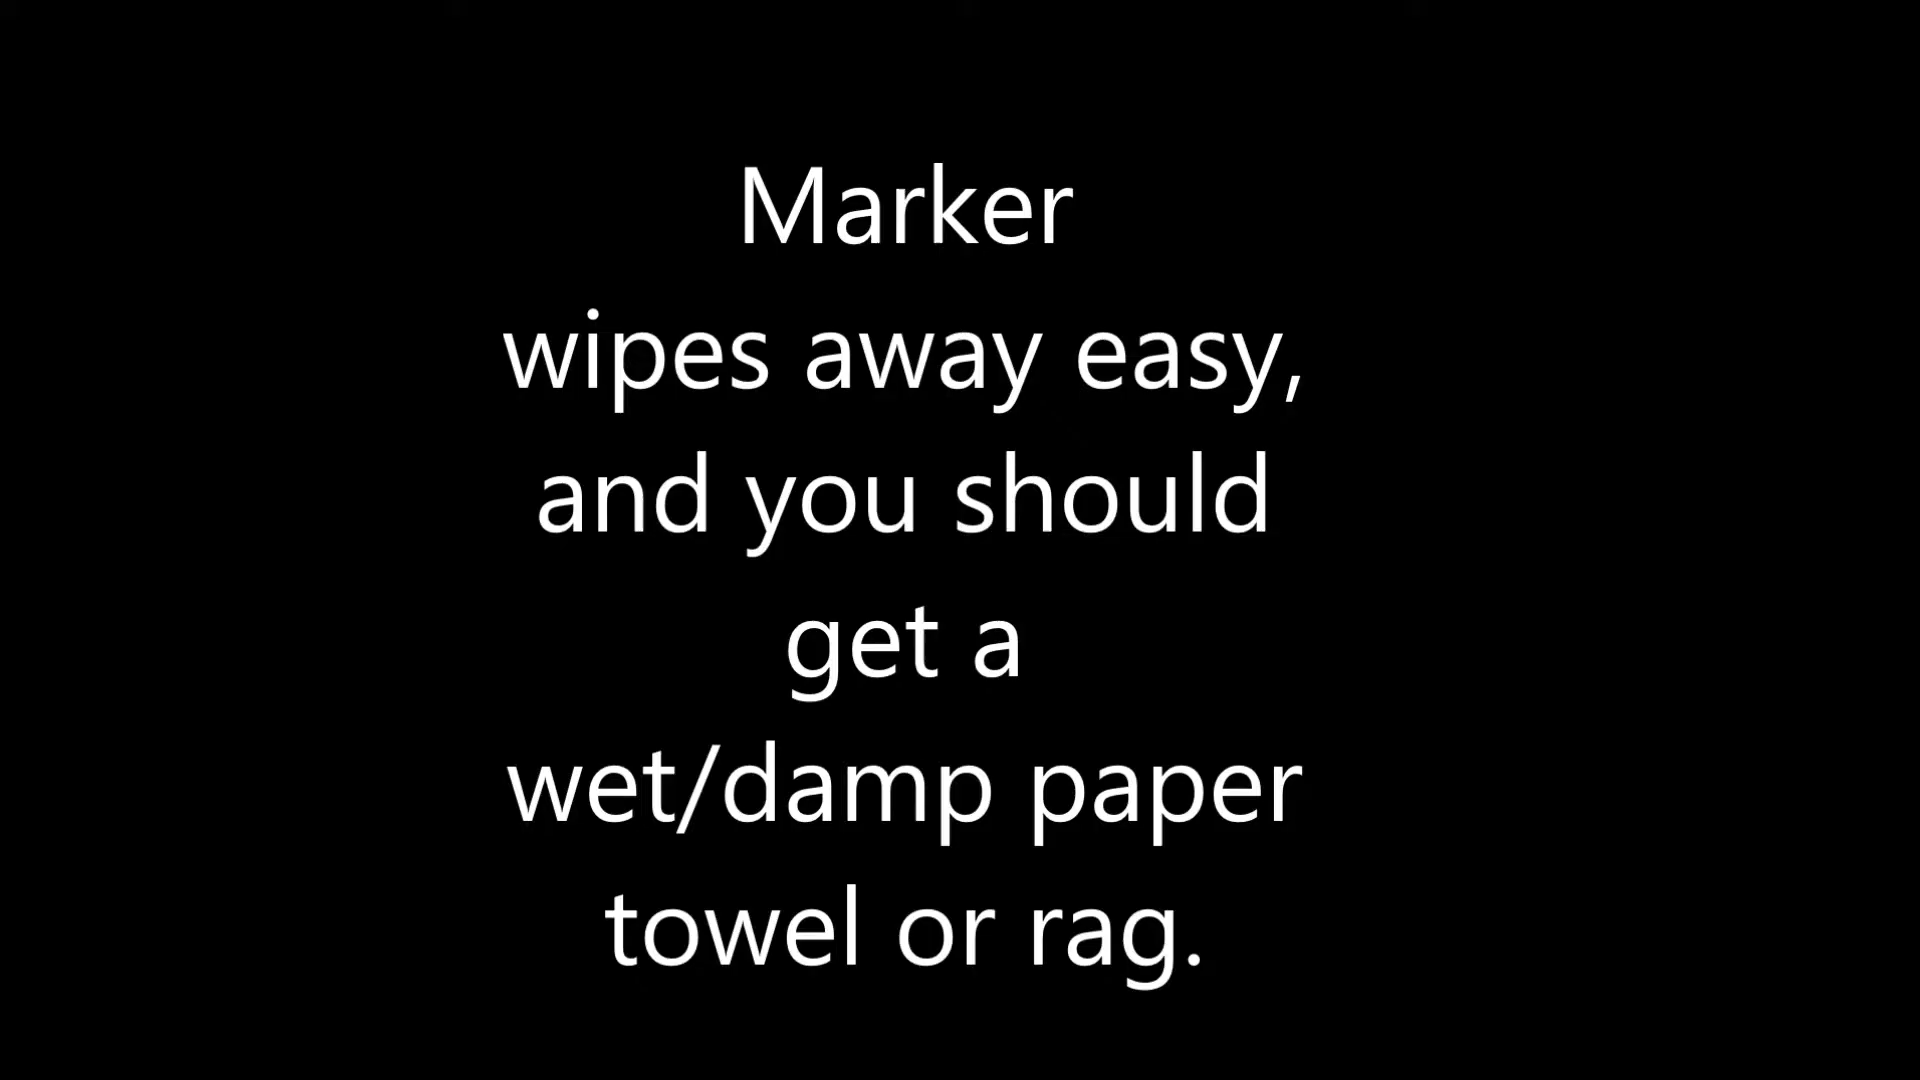 Marker
wipes away easy,
and you should
get a
wet/damp paper
towel or rag.